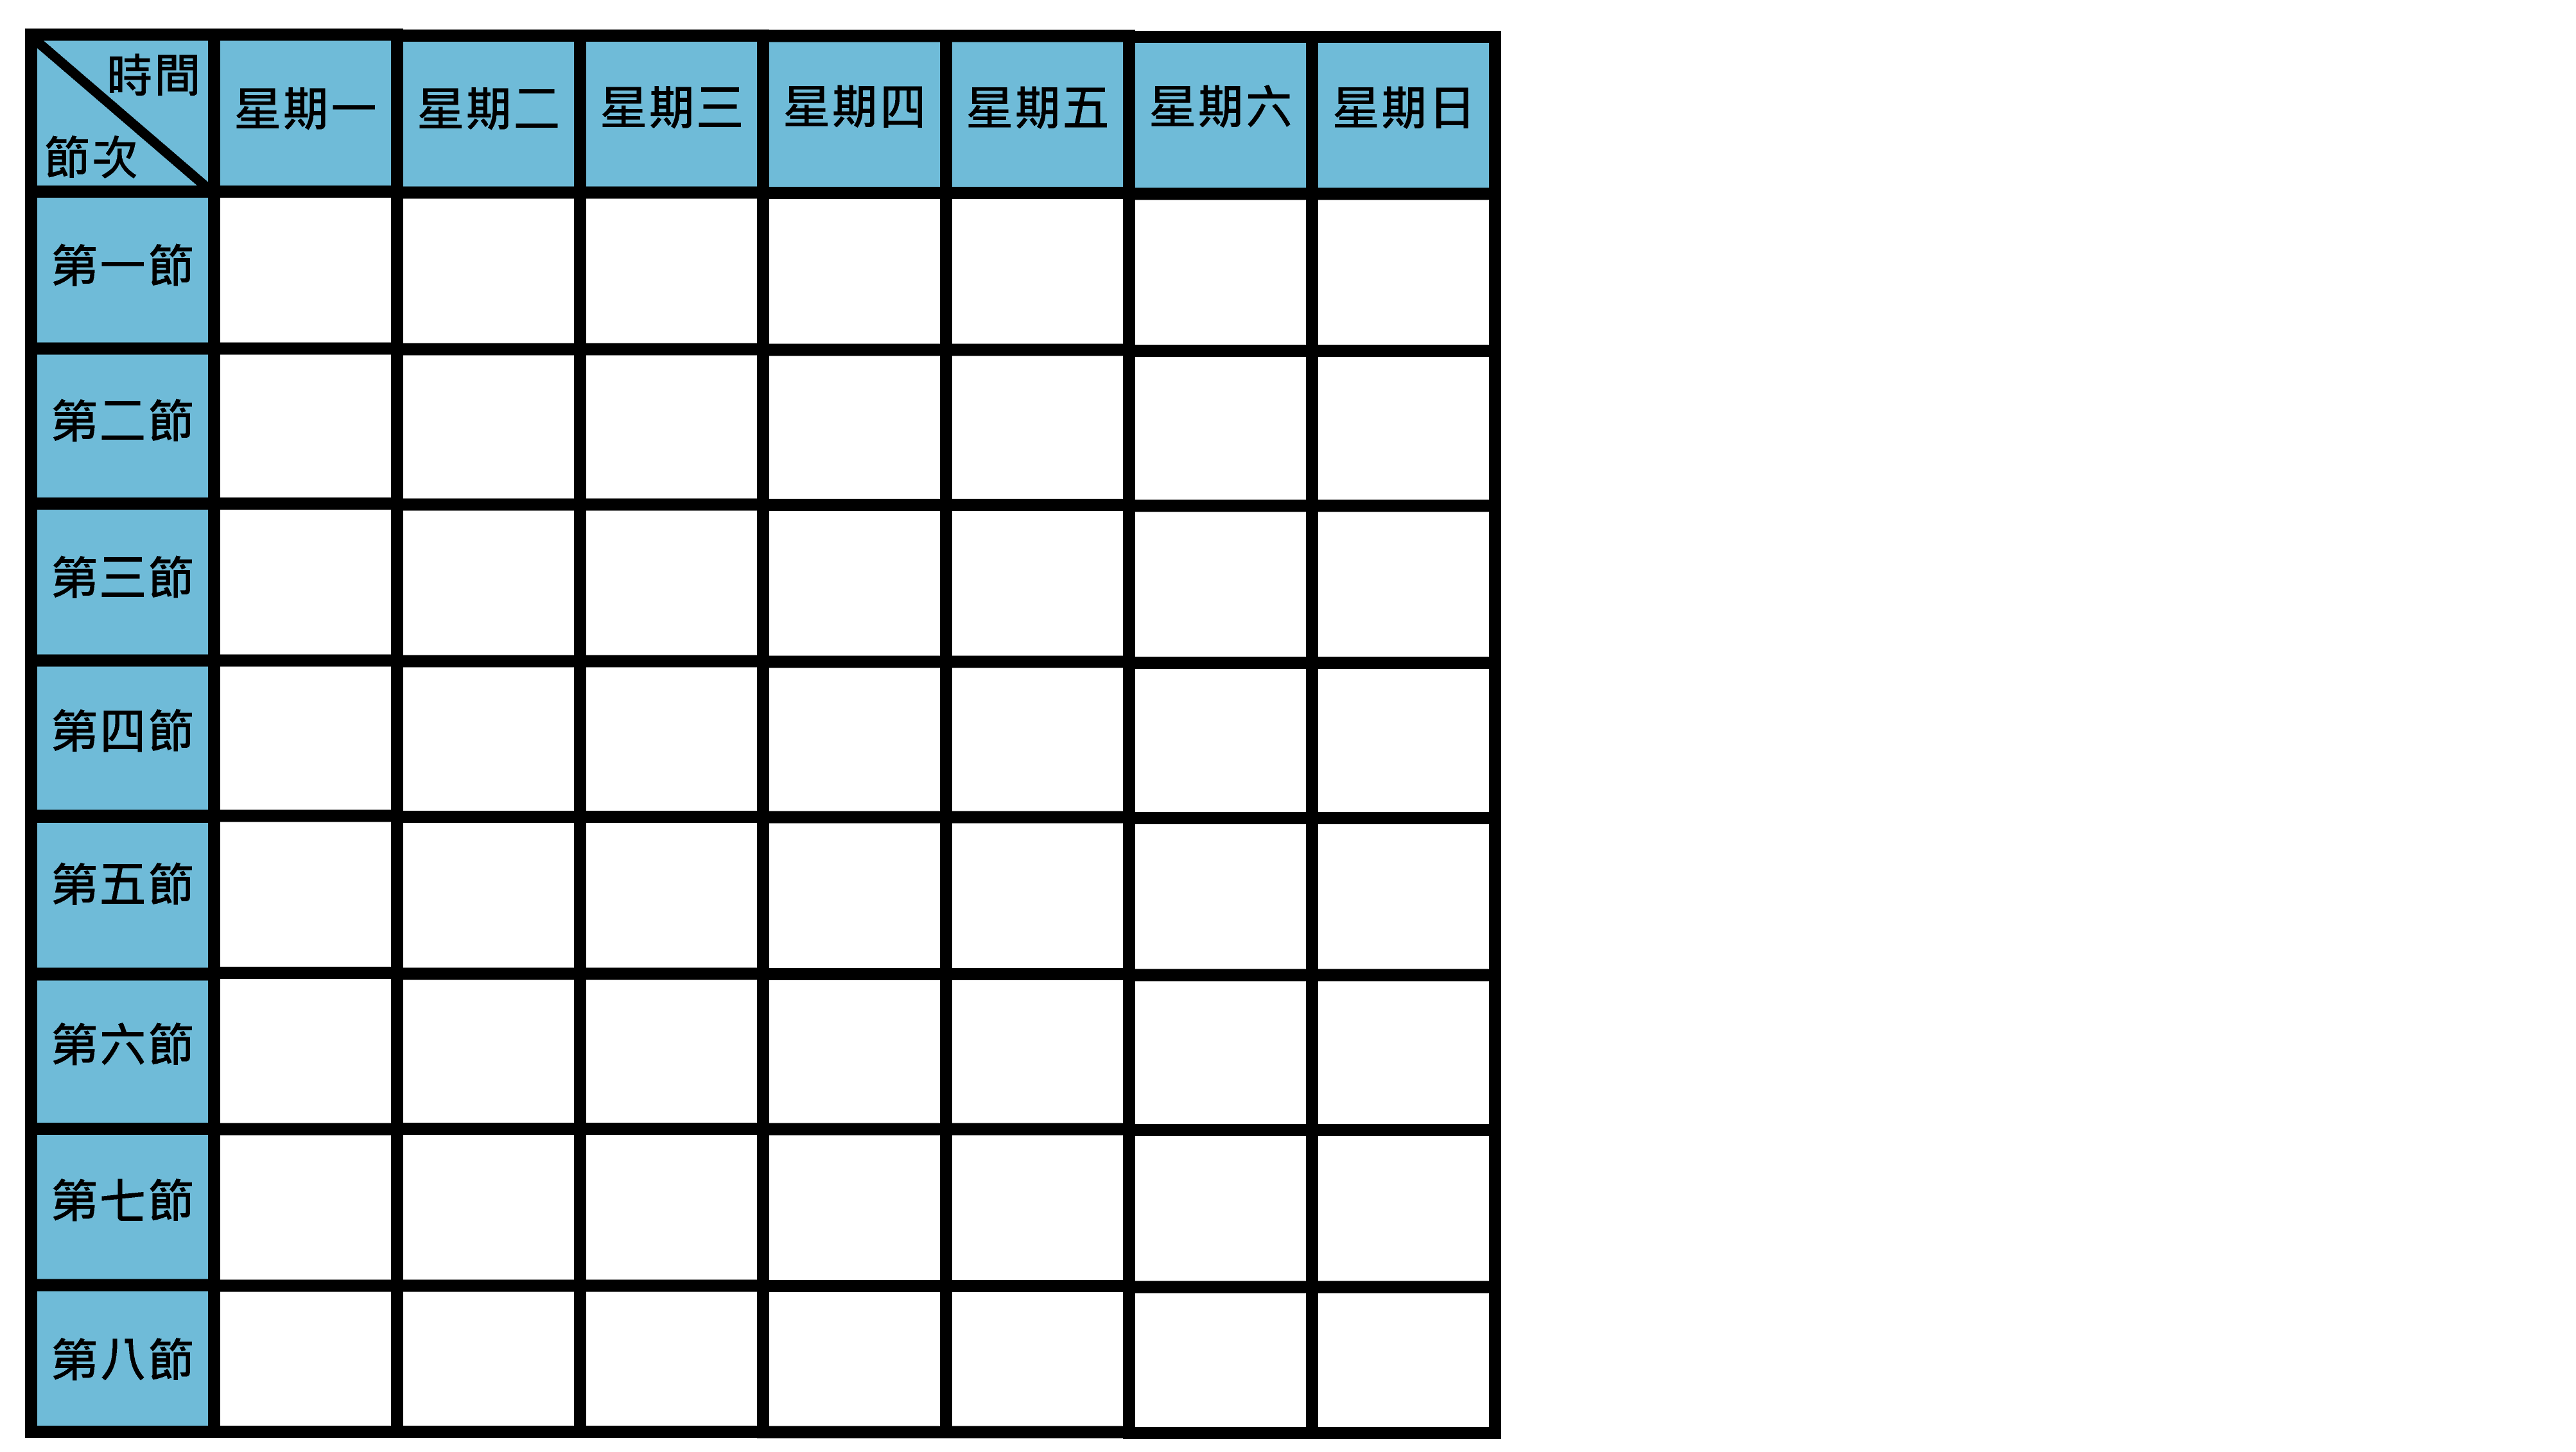 時間
節次
星期一 星期二 星期三 星期四 星期五 星期六 星期日
第一節
第二節
第三節
第四節
第五節
第六節
第七節
第八節